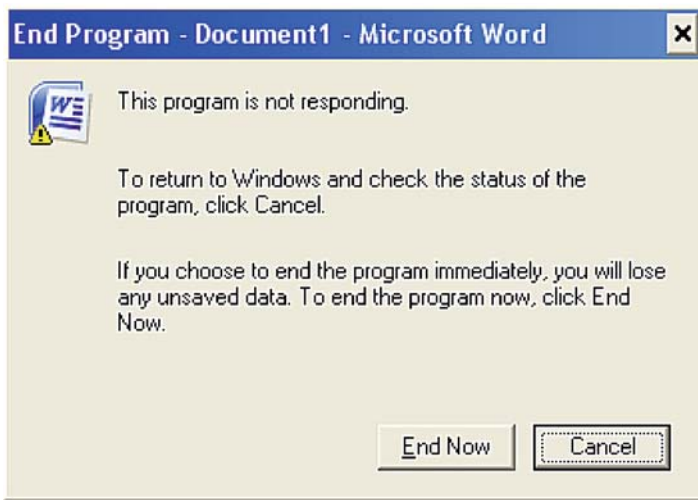 End Program - Document1 - Microsoft Word
This program is not responding.
To return to Windows and check the status of the
program, click Cancel.
If you choose to end the program immediately, you will lose
any unsaved data. To end the program now, click End
Now.
End Now
Cancel